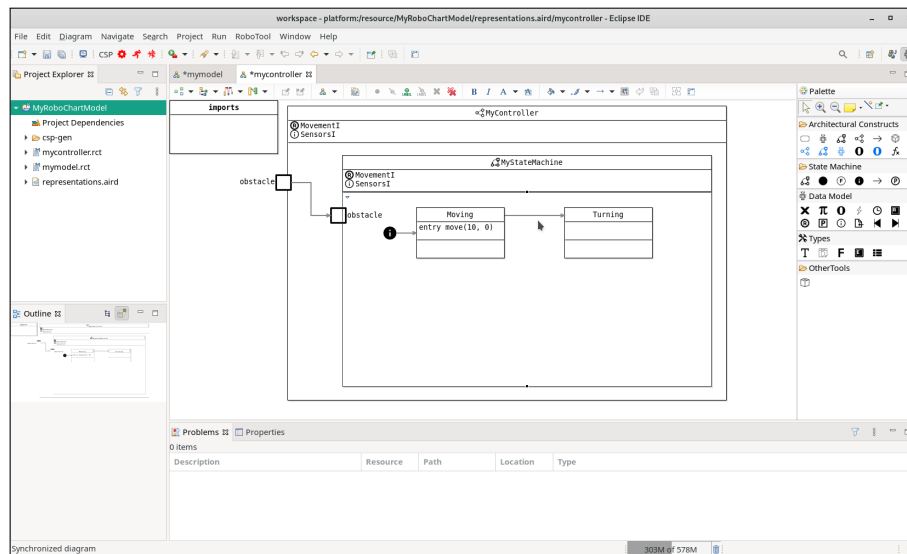 workspace - platform:/resource/MyRoboChartModel/representations.aird/mycontroller - Eclipse IDE
File Edit Diagram Navigate Search Project Run RoboTool Window Help
CSP
Project Explorer
*mymodel *mycontroller
Palette
B I A
MyRoboChartModel
Project Dependencies
csp-gen
mycontroller.rct
mymodel.rct
representations.aird
imports
MyController
R MovementI
i SensorsI
MyStateMachine
R MovementI
i SensorsI
obstacle
obstacle
Moving
entry move(10, 0)
i
Turning
Architectural Constructs
O O fx
State Machine
F i P
Data Model
X π O
R P i
Types
T F
OtherTools
Outline
Problems Properties
0 items
Description Resource Path Location Type
Synchronized diagram
303M of 578M